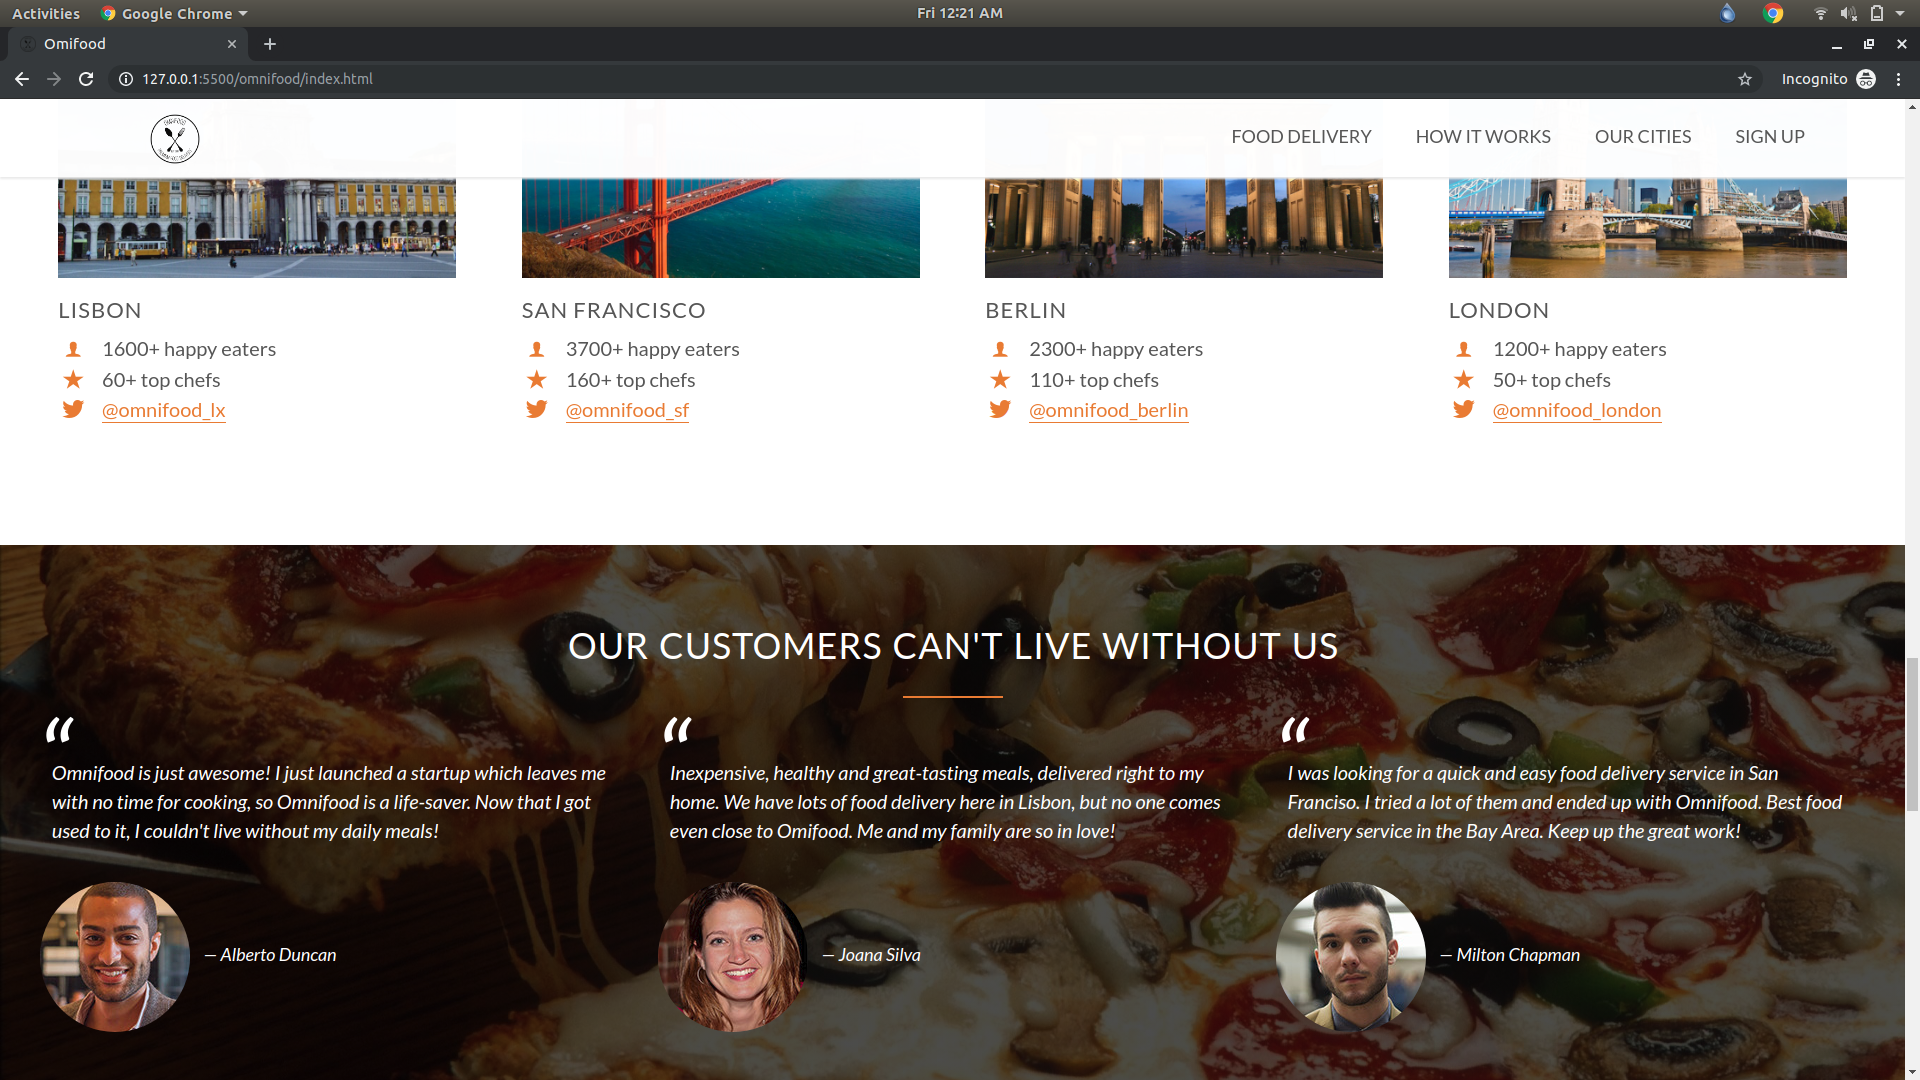 Activities Google Chrome Fri 12:21 AM
Omifood
127.0.0.1:5500/omnifood/index.html Incognito
OMNIFOOD
FOOD DELIVERY HOW IT WORKS OUR CITIES SIGN UP
LISBON
1600+ happy eaters
60+ top chefs
@omnifood_lx
SAN FRANCISCO
3700+ happy eaters
160+ top chefs
@omnifood_sf
BERLIN
2300+ happy eaters
110+ top chefs
@omnifood_berlin
LONDON
1200+ happy eaters
50+ top chefs
@omnifood_london
OUR CUSTOMERS CAN'T LIVE WITHOUT US
“
Omnifood is just awesome! I just launched a startup which leaves me
with no time for cooking, so Omnifood is a life-saver. Now that I got
used to it, I couldn't live without my daily meals!
— Alberto Duncan
“
Inexpensive, healthy and great-tasting meals, delivered right to my
home. We have lots of food delivery here in Lisbon, but no one comes
even close to Omifood. Me and my family are so in love!
— Joana Silva
“
I was looking for a quick and easy food delivery service in San
Franciso. I tried a lot of them and ended up with Omnifood. Best food
delivery service in the Bay Area. Keep up the great work!
— Milton Chapman